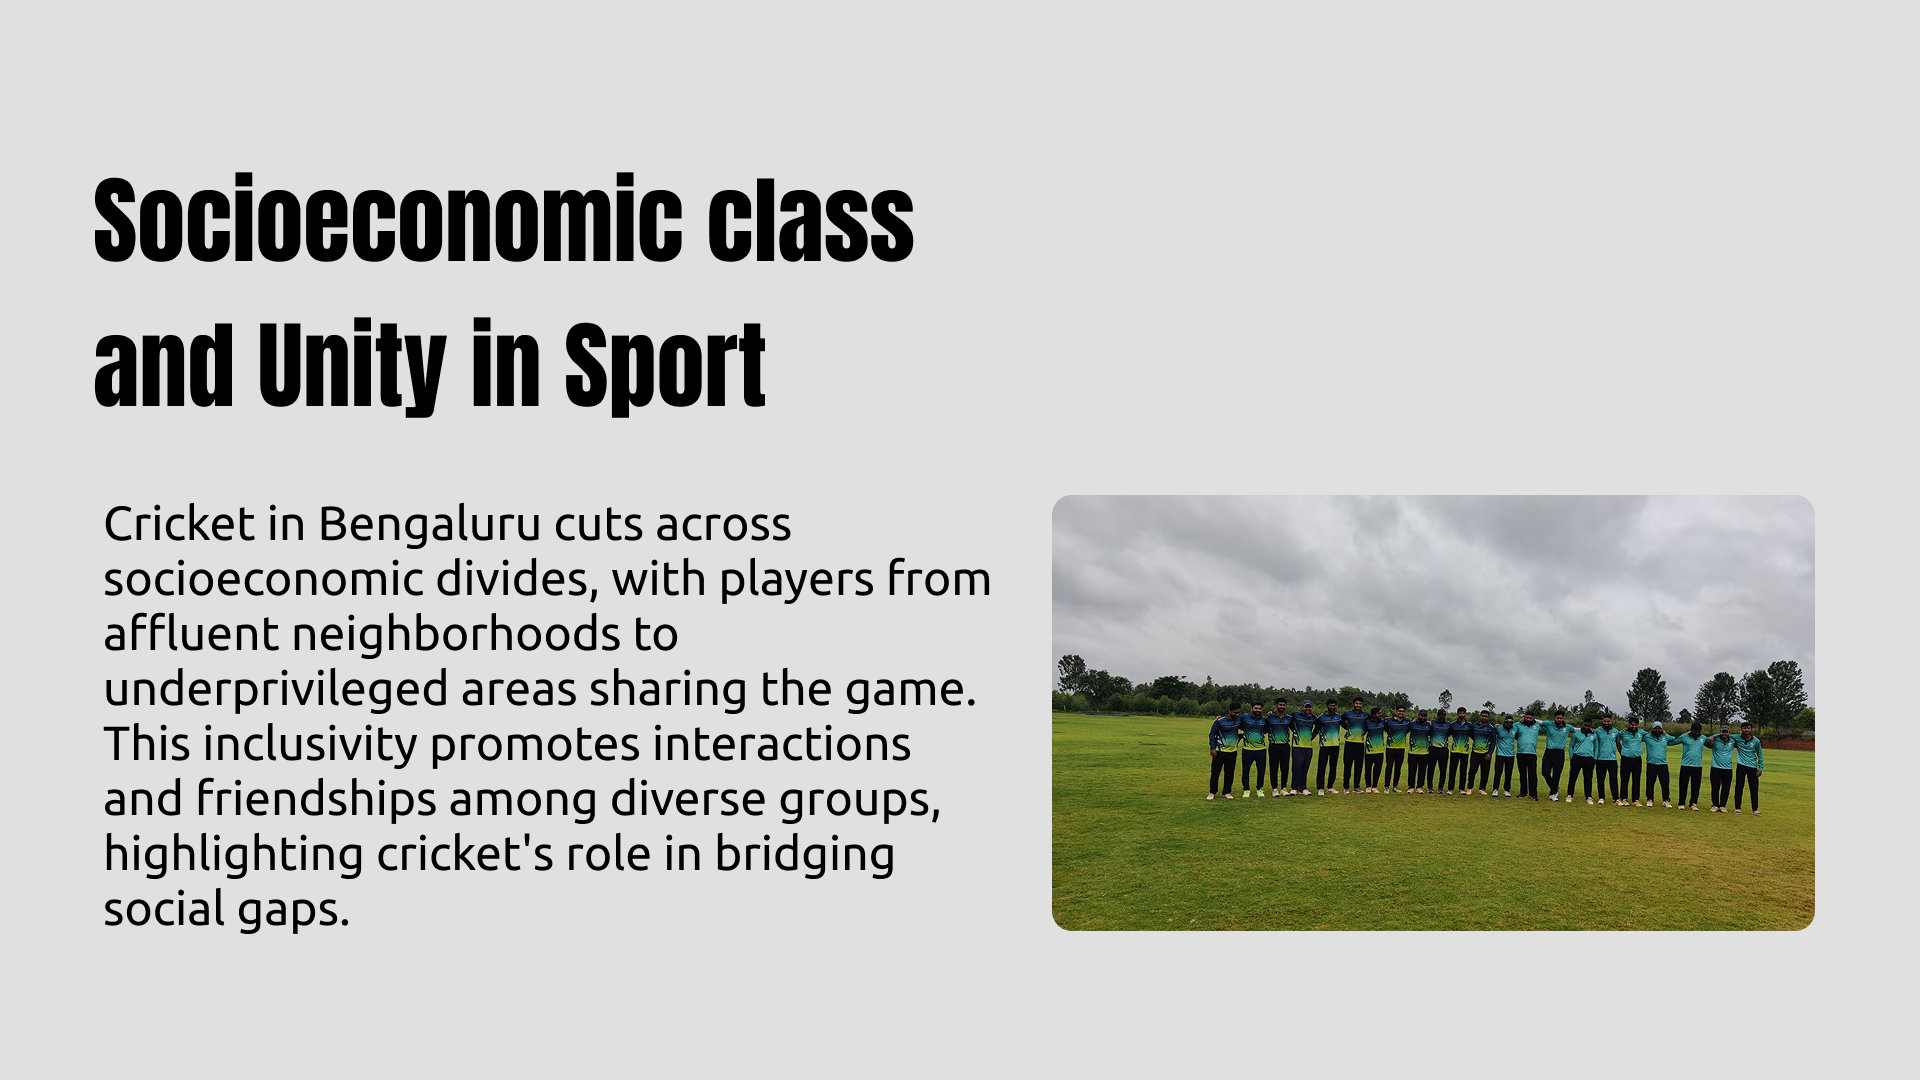 Socioeconomic class
and Unity in Sport
Cricket in Bengaluru cuts across
socioeconomic divides, with players from
affluent neighborhoods to
underprivileged areas sharing the game.
This inclusivity promotes interactions
and friendships among diverse groups,
highlighting cricket's role in bridging
social gaps.